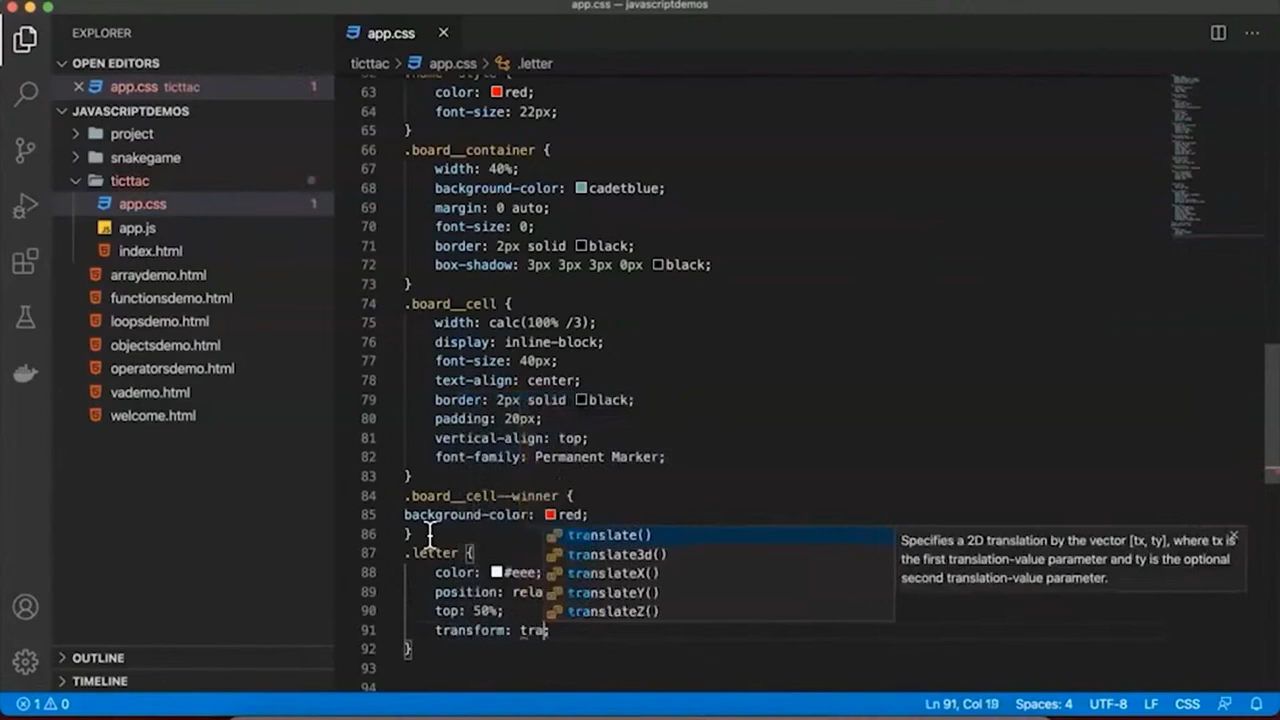 app.css — javascriptdemos
EXPLORER
OPEN EDITORS
app.css ticttac 1
JAVASCRIPTDEMOS
project
snakegame
ticttac
app.css 1
app.js
index.html
arraydemo.html
functionsdemo.html
loopsdemo.html
objectsdemo.html
operatorsdemo.html
vademo.html
welcome.html
OUTLINE
TIMELINE
app.css
ticttac > app.css > .letter
63 color: red;
64 font-size: 22px;
65 }
66 .board__container {
67 width: 40%;
68 background-color: cadetblue;
69 margin: 0 auto;
70 font-size: 0;
71 border: 2px solid black;
72 box-shadow: 3px 3px 3px 0px black;
73 }
74 .board__cell {
75 width: calc(100% /3);
76 display: inline-block;
77 font-size: 40px;
78 text-align: center;
79 border: 2px solid black;
80 padding: 20px;
81 vertical-align: top;
82 font-family: Permanent Marker;
83 }
84 .board__cell--winner {
85 background-color: red;
86 }
87 .letter {
88 color: #eee;
89 position: rela
90 top: 50%;
91 transform: tra;
92 }
93
94
translate()
translate3d()
translateX()
translateY()
translateZ()
Specifies a 2D translation by the vector [tx, ty], where tx is
the first translation-value parameter and ty is the optional
second translation-value parameter.
1 0
Ln 91, Col 19 Spaces: 4 UTF-8 LF CSS